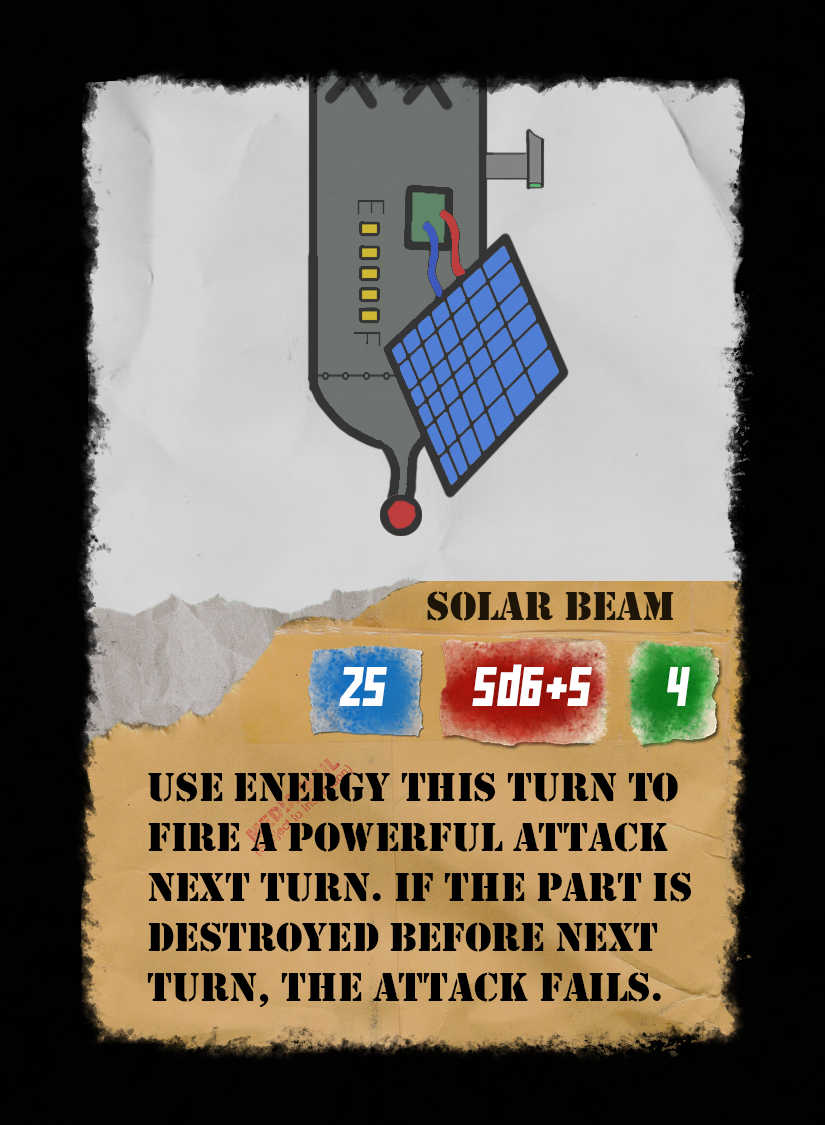 E
F
SOLAR BEAM
25
5d6+5
4
USE ENERGY THIS TURN TO
FIRE A POWERFUL ATTACK
NEXT TURN. IF THE PART IS
DESTROYED BEFORE NEXT
TURN, THE ATTACK FAILS.